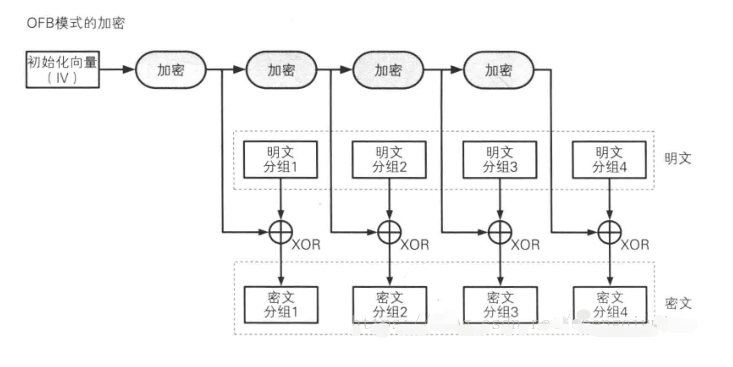 OFB模式的加密
初始化向量
（IV）
加密
加密
加密
加密
明文
分组1
明文
分组2
明文
分组3
明文
分组4
明文
XOR
XOR
XOR
XOR
密文
分组1
密文
分组2
密文
分组3
密文
分组4
密文